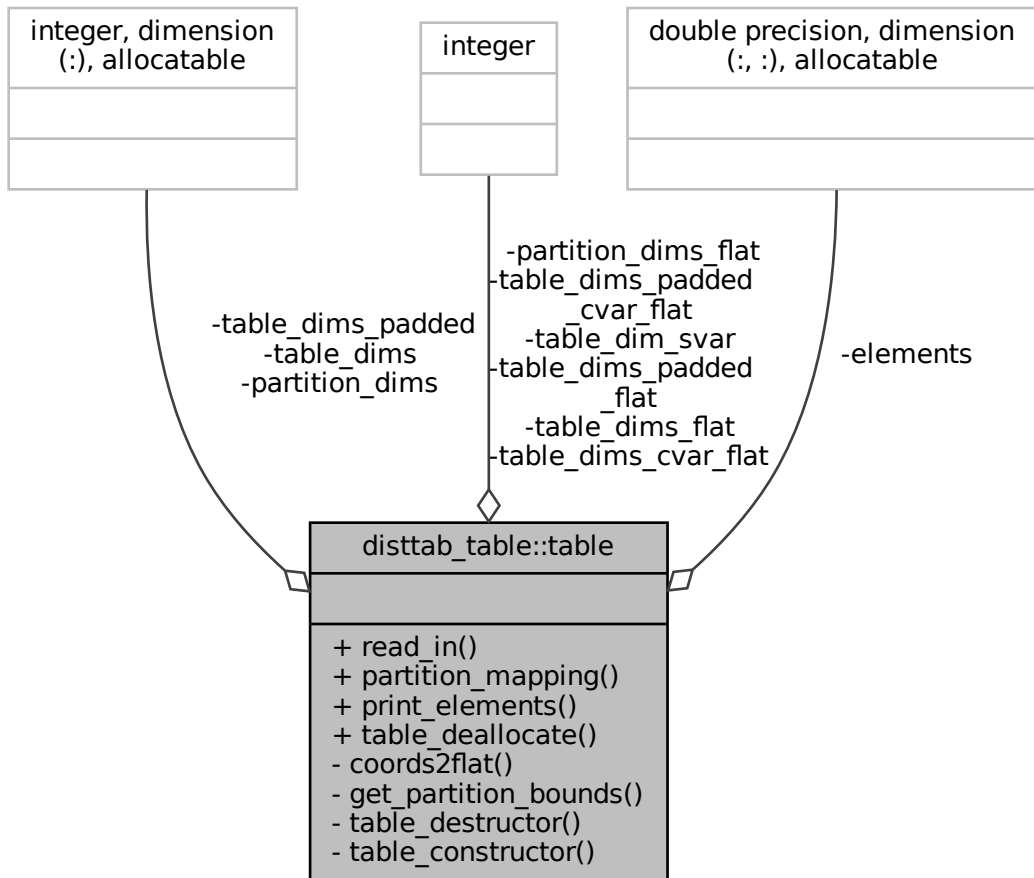 integer, dimension
(:), allocatable
integer
double precision, dimension
(:, :), allocatable
-table_dims_padded
-table_dims
-partition_dims
-partition_dims_flat
-table_dims_padded
_cvar_flat
-table_dim_svar
-table_dims_padded
_flat
-table_dims_flat
-table_dims_cvar_flat
-elements
disttab_table::table
+ read_in()
+ partition_mapping()
+ print_elements()
+ table_deallocate()
- coords2flat()
- get_partition_bounds()
- table_destructor()
- table_constructor()